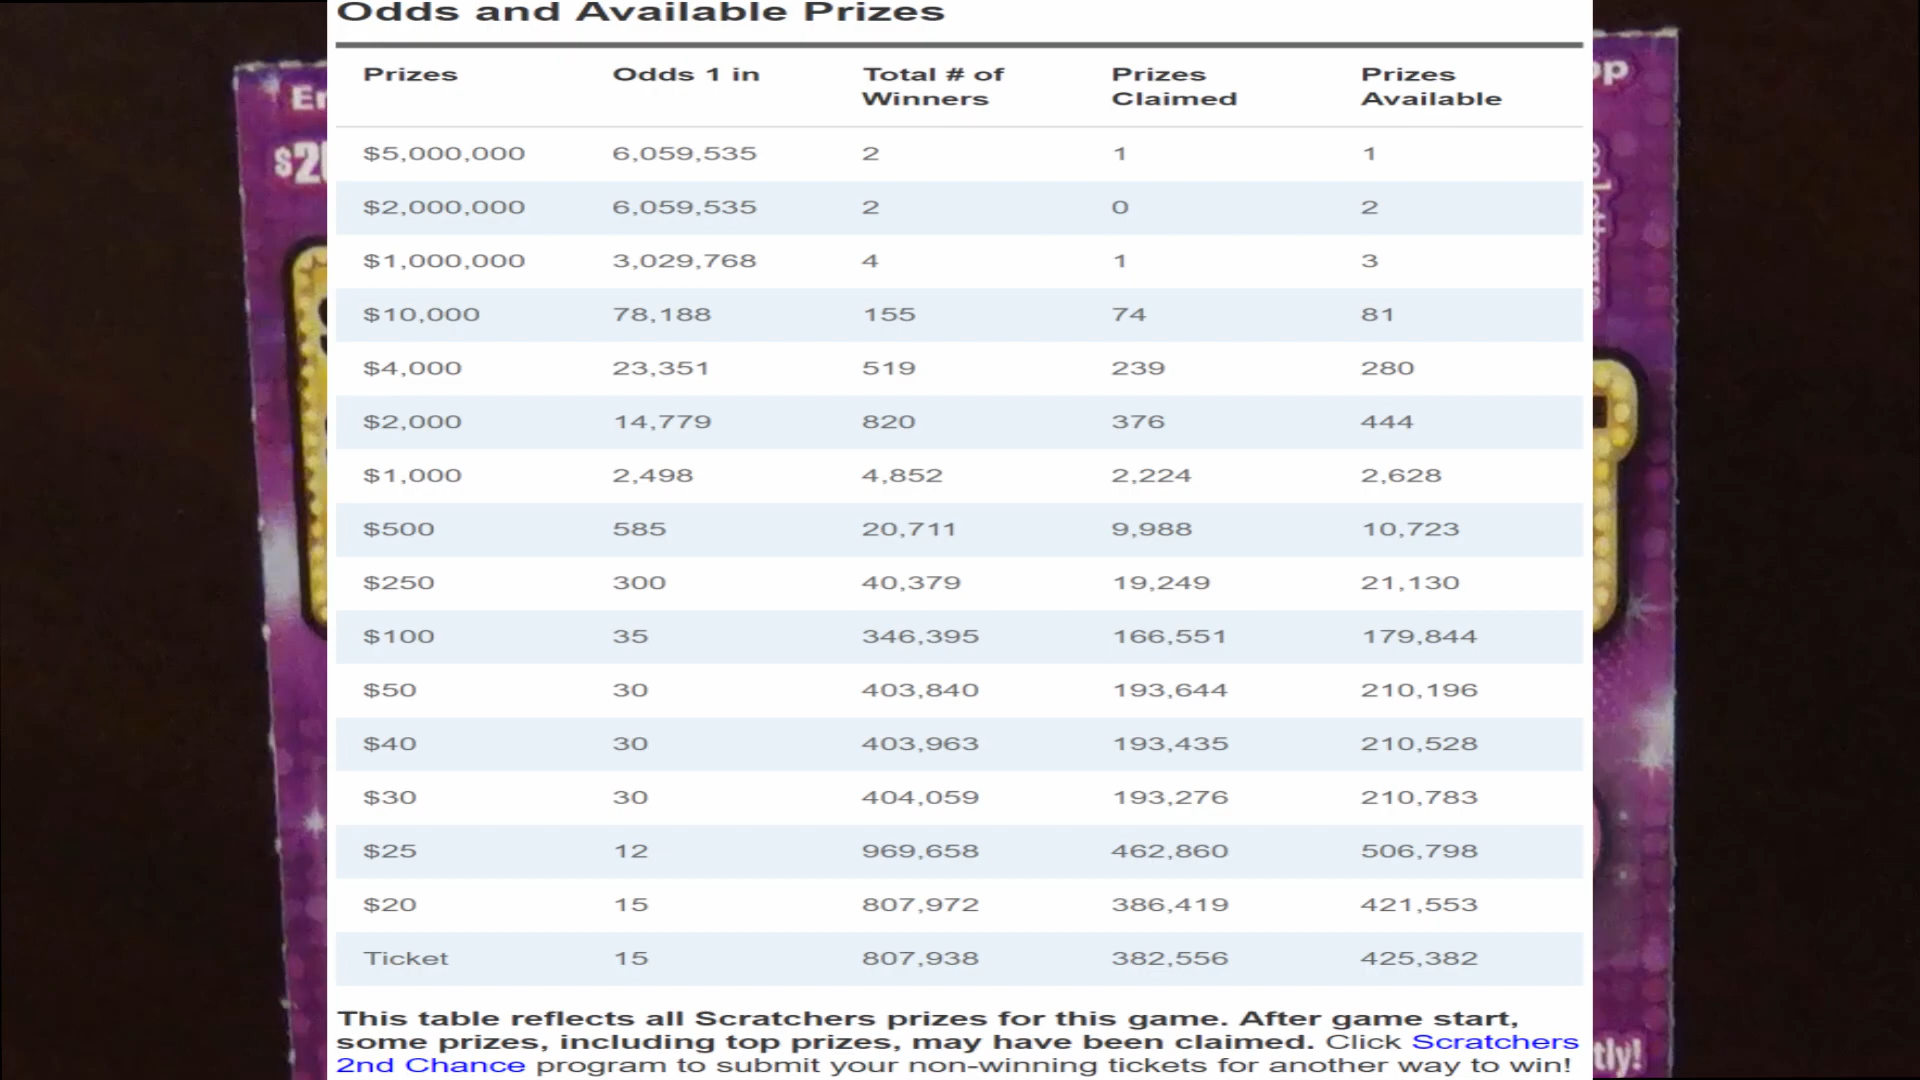 Odds and Available Prizes
Prizes Odds 1 in Total # of Winners Prizes Claimed Prizes Available
$5,000,000 6,059,535 2 1 1
$2,000,000 6,059,535 2 0 2
$1,000,000 3,029,768 4 1 3
$10,000 78,188 155 74 81
$4,000 23,351 519 239 280
$2,000 14,779 820 376 444
$1,000 2,498 4,852 2,224 2,628
$500 585 20,711 9,988 10,723
$250 300 40,379 19,249 21,130
$100 35 346,395 166,551 179,844
$50 30 403,840 193,644 210,196
$40 30 403,963 193,435 210,528
$30 30 404,059 193,276 210,783
$25 12 969,658 462,860 506,798
$20 15 807,972 386,419 421,553
Ticket 15 807,938 382,556 425,382
This table reflects all Scratchers prizes for this game. After game start,
some prizes, including top prizes, may have been claimed. Click Scratchers
2nd Chance program to submit your non-winning tickets for another way to win!